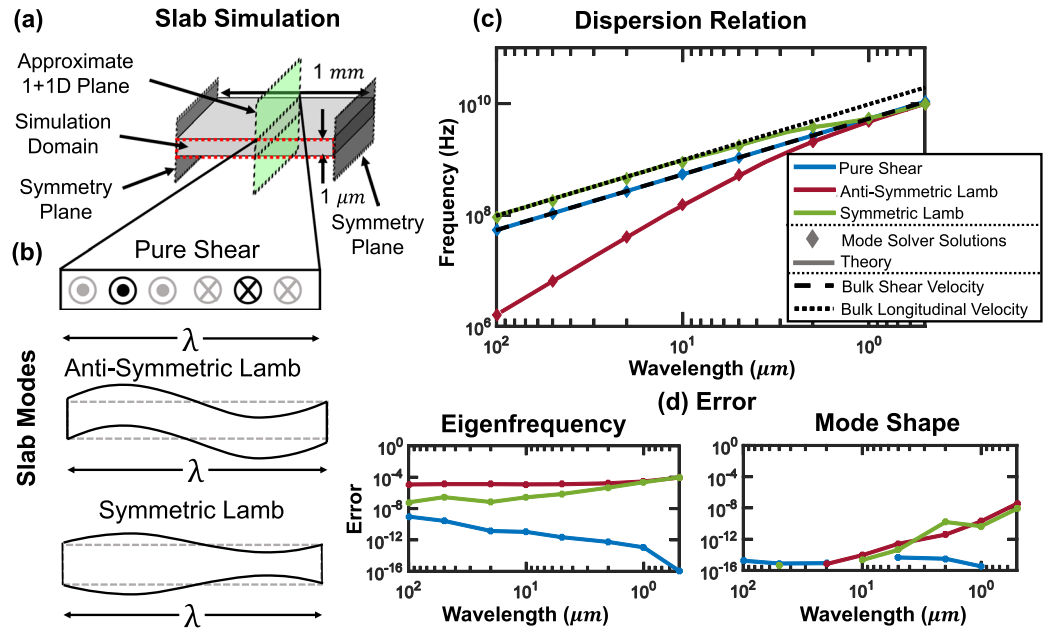 (a)
Slab Simulation
Approximate
1+1D Plane
Simulation
Domain
Symmetry
Plane
1 mm
1 μm
Symmetry
Plane
(b)
Slab Modes
Pure Shear
λ
Anti-Symmetric Lamb
λ
Symmetric Lamb
λ
(c)
Dispersion Relation
Frequency (Hz)
10^10
10^8
10^6
10^2
10^1
10^0
Wavelength (μm)
Pure Shear
Anti-Symmetric Lamb
Symmetric Lamb
Mode Solver Solutions
Theory
Bulk Shear Velocity
Bulk Longitudinal Velocity
(d) Error
Eigenfrequency
Error
10^0
10^-4
10^-8
10^-12
10^-16
10^2
10^1
10^0
Wavelength (μm)
Mode Shape
10^0
10^-4
10^-8
10^-12
10^-16
10^2
10^1
10^0
Wavelength (μm)